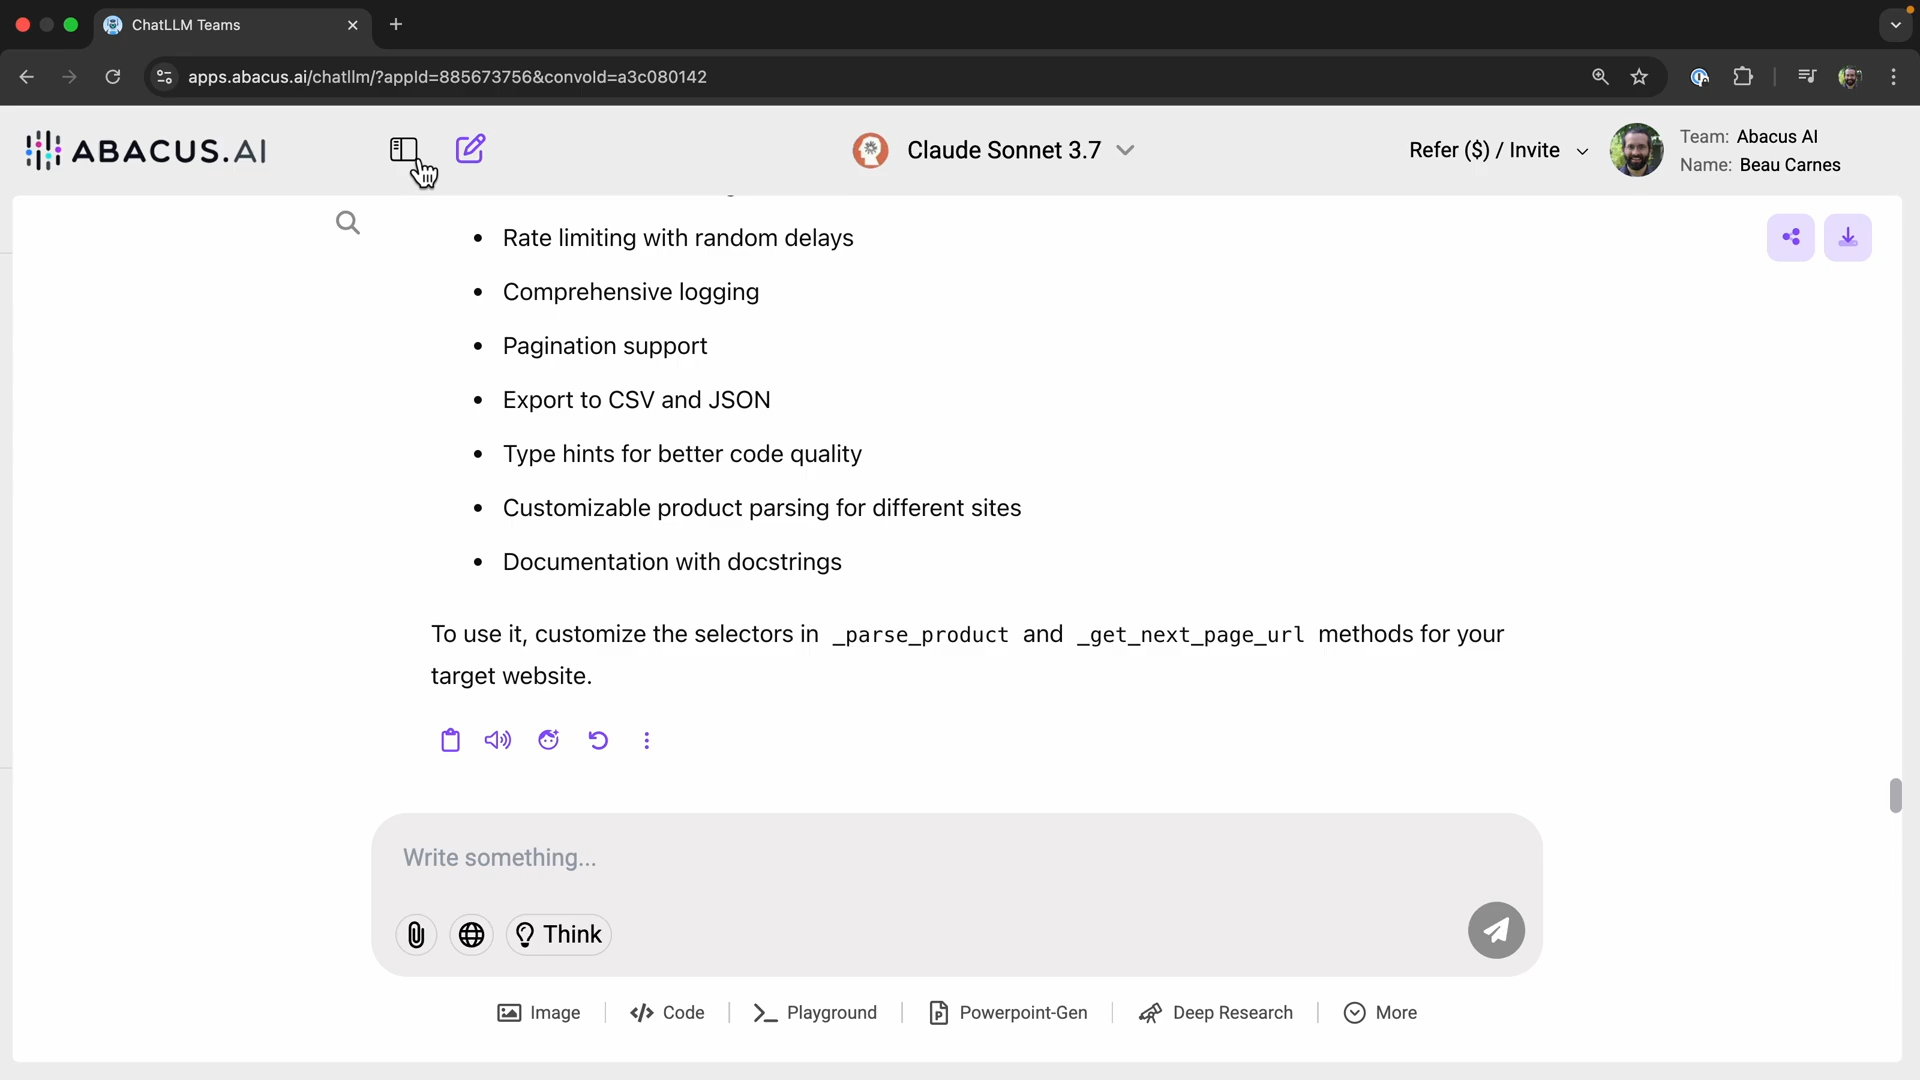 ChatLLM Teams
apps.abacus.ai/chatllm/?appId=885673756&convoId=a3c080142
ABACUS.AI
Claude Sonnet 3.7
Refer ($) / Invite
Team: Abacus AI
Name: Beau Carnes
• Rate limiting with random delays
• Comprehensive logging
• Pagination support
• Export to CSV and JSON
• Type hints for better code quality
• Customizable product parsing for different sites
• Documentation with docstrings
To use it, customize the selectors in _parse_product and _get_next_page_url methods for your
target website.
Write something...
Think
Image
Code
Playground
Powerpoint-Gen
Deep Research
More